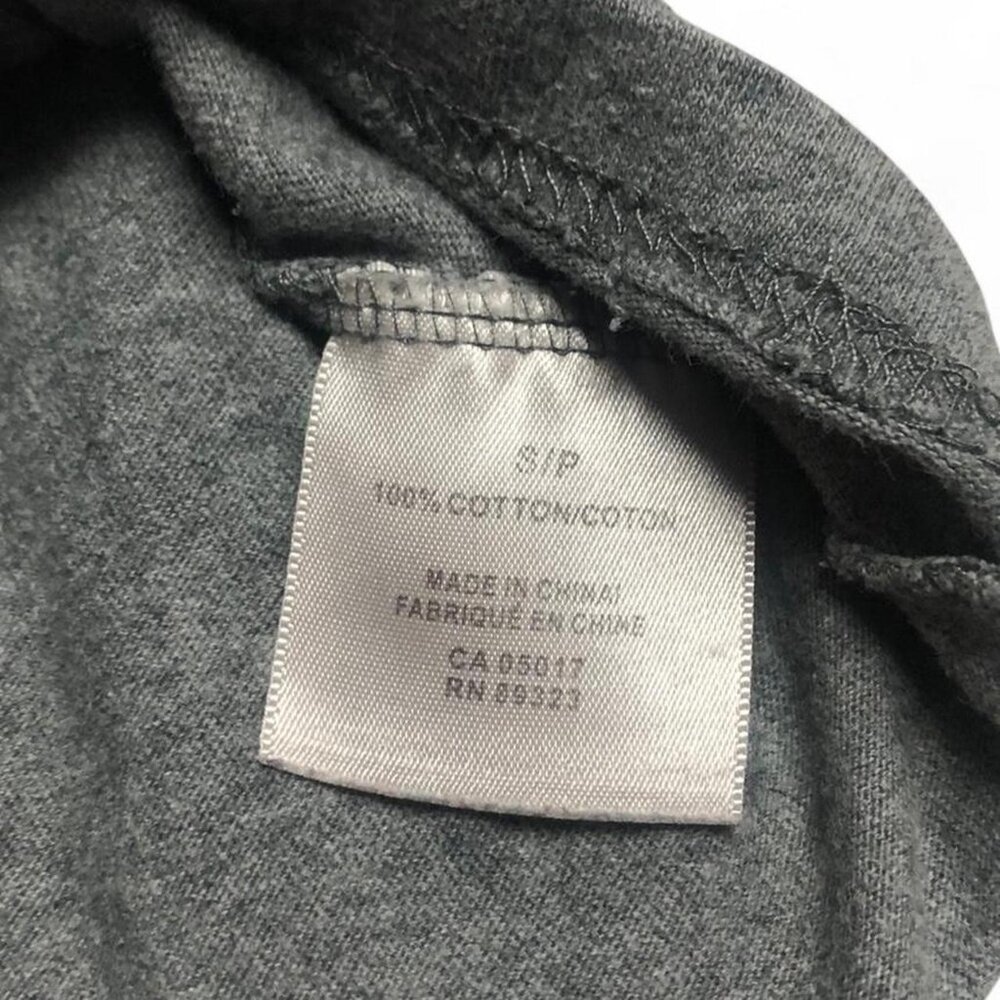 S/P
100% COTTON/COTON
MADE IN CHINA/
FABRIQUÉ EN CHINE
CA 05017
RN 89323